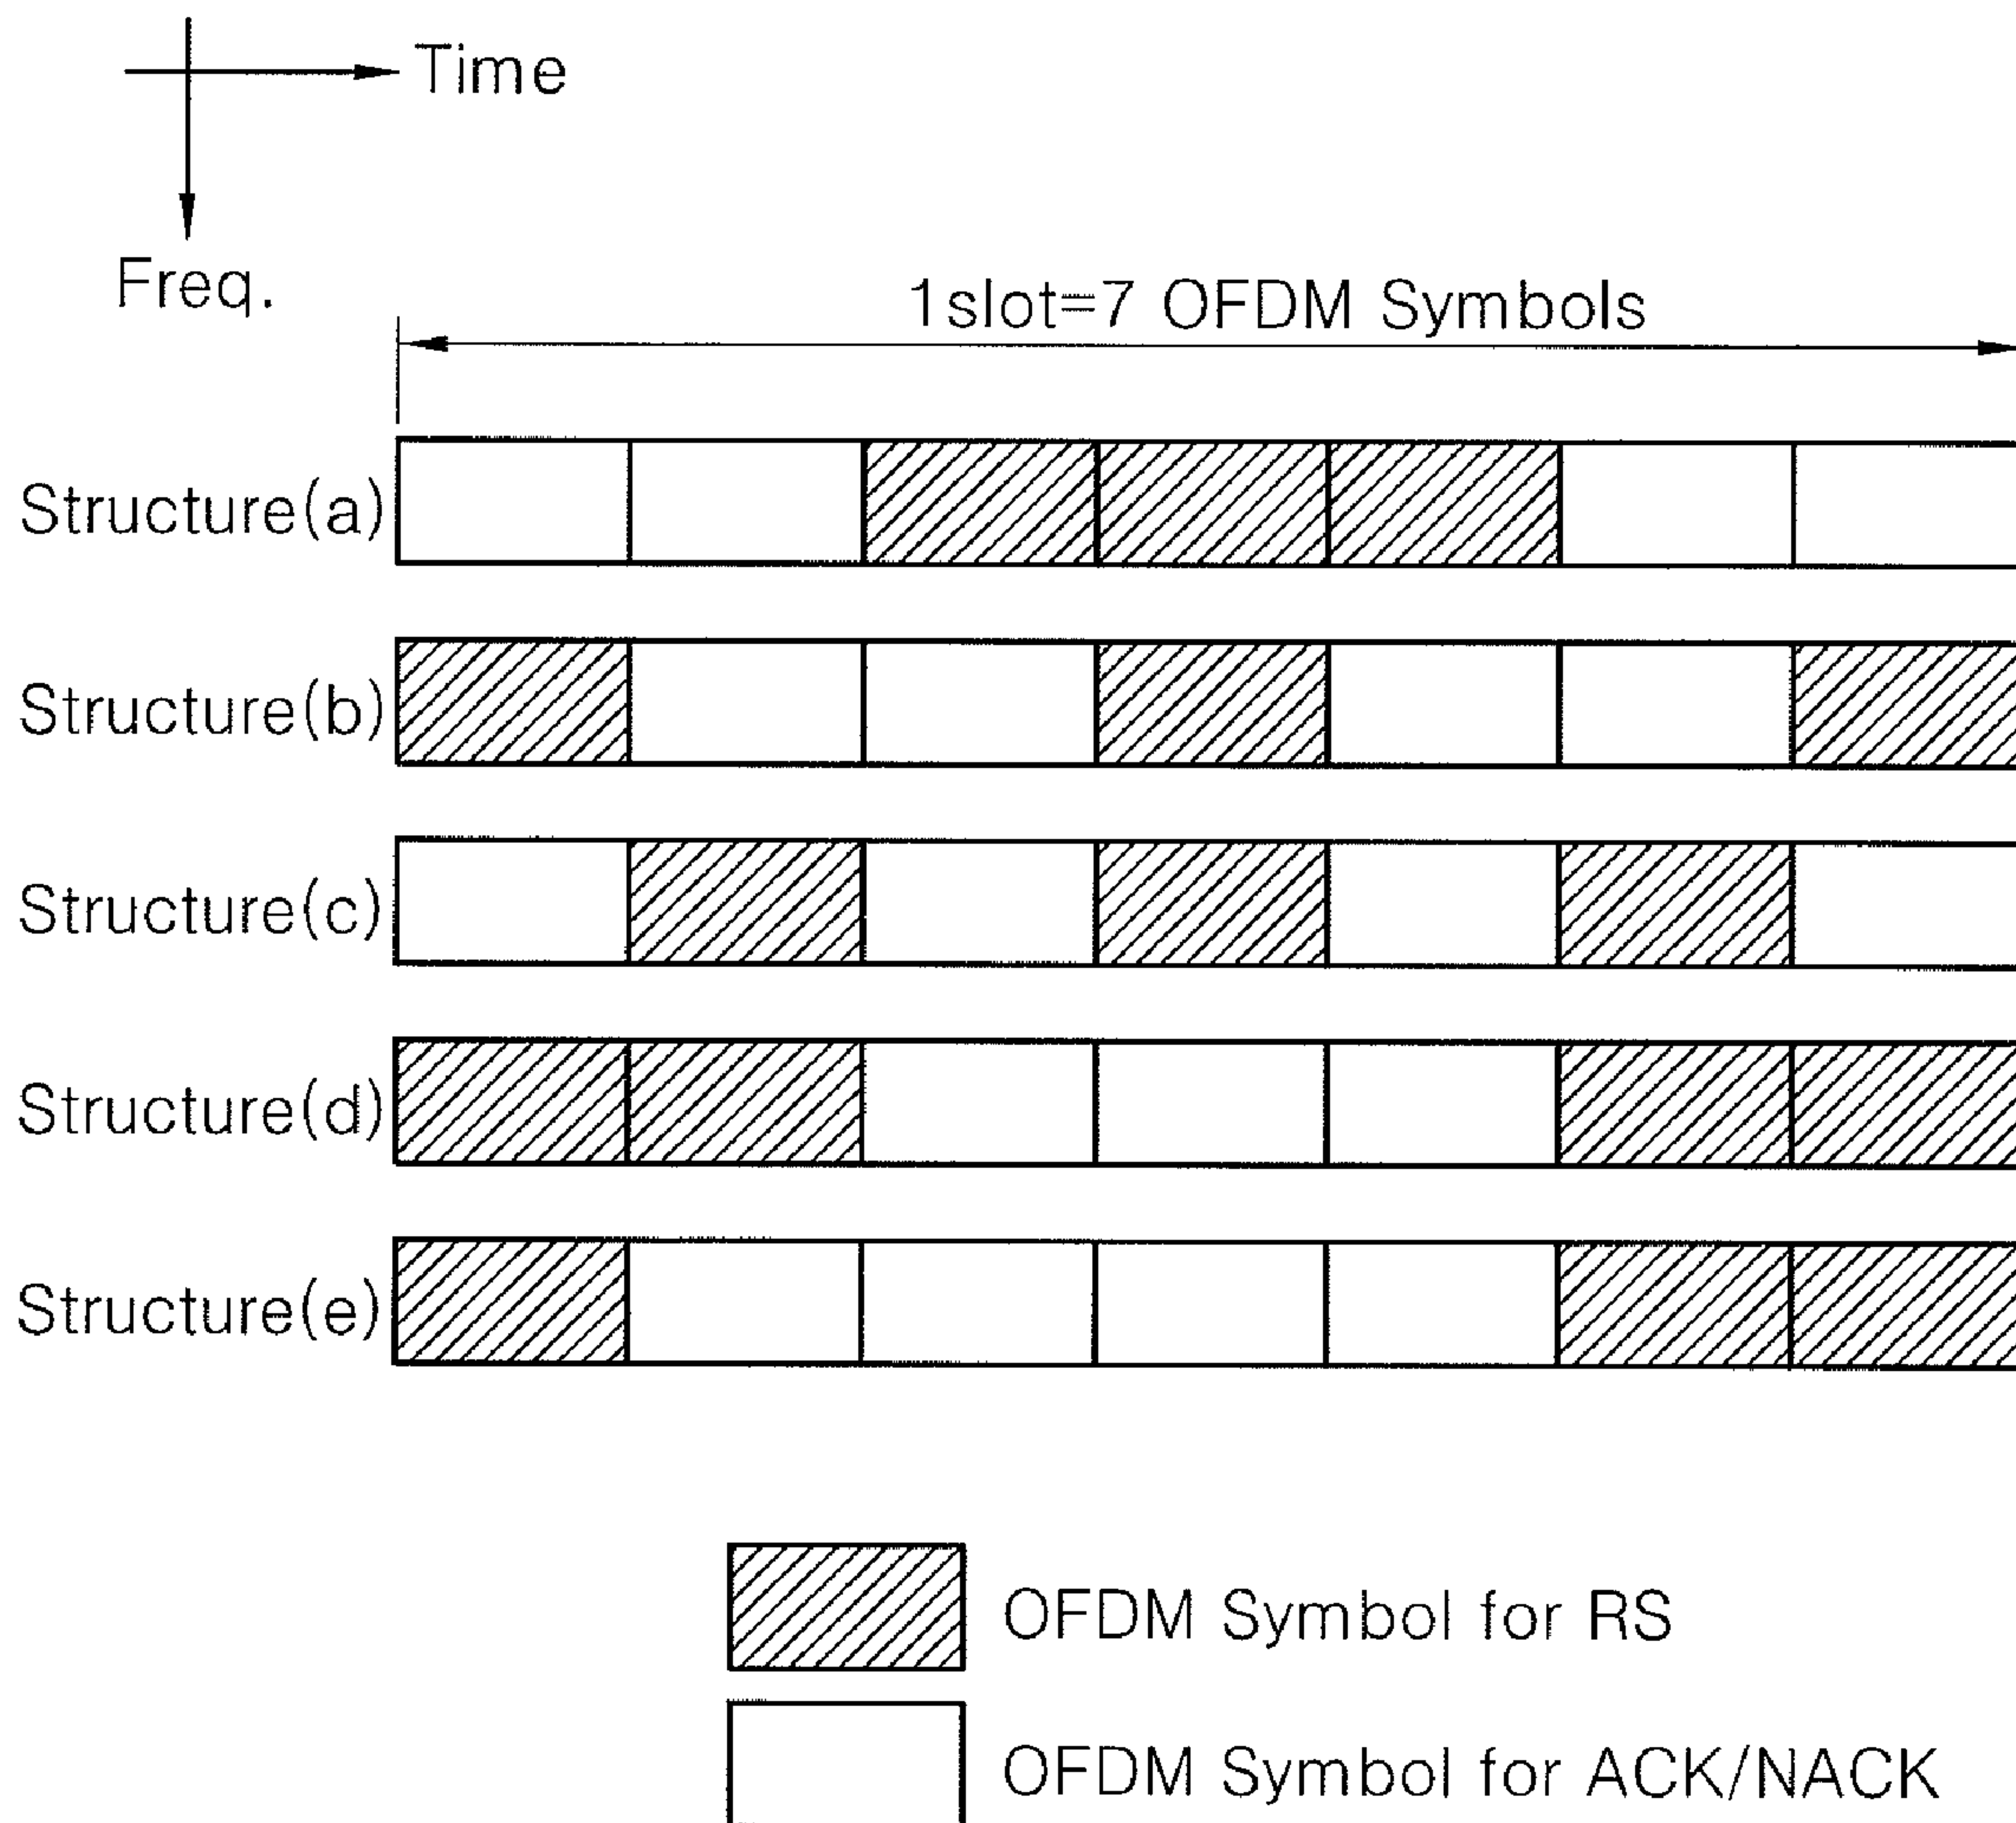 Time
Freq.
1slot=7 OFDM Symbols
Structure(a)
Structure(b)
Structure(c)
Structure(d)
Structure(e)
OFDM Symbol for RS
OFDM Symbol for ACK/NACK